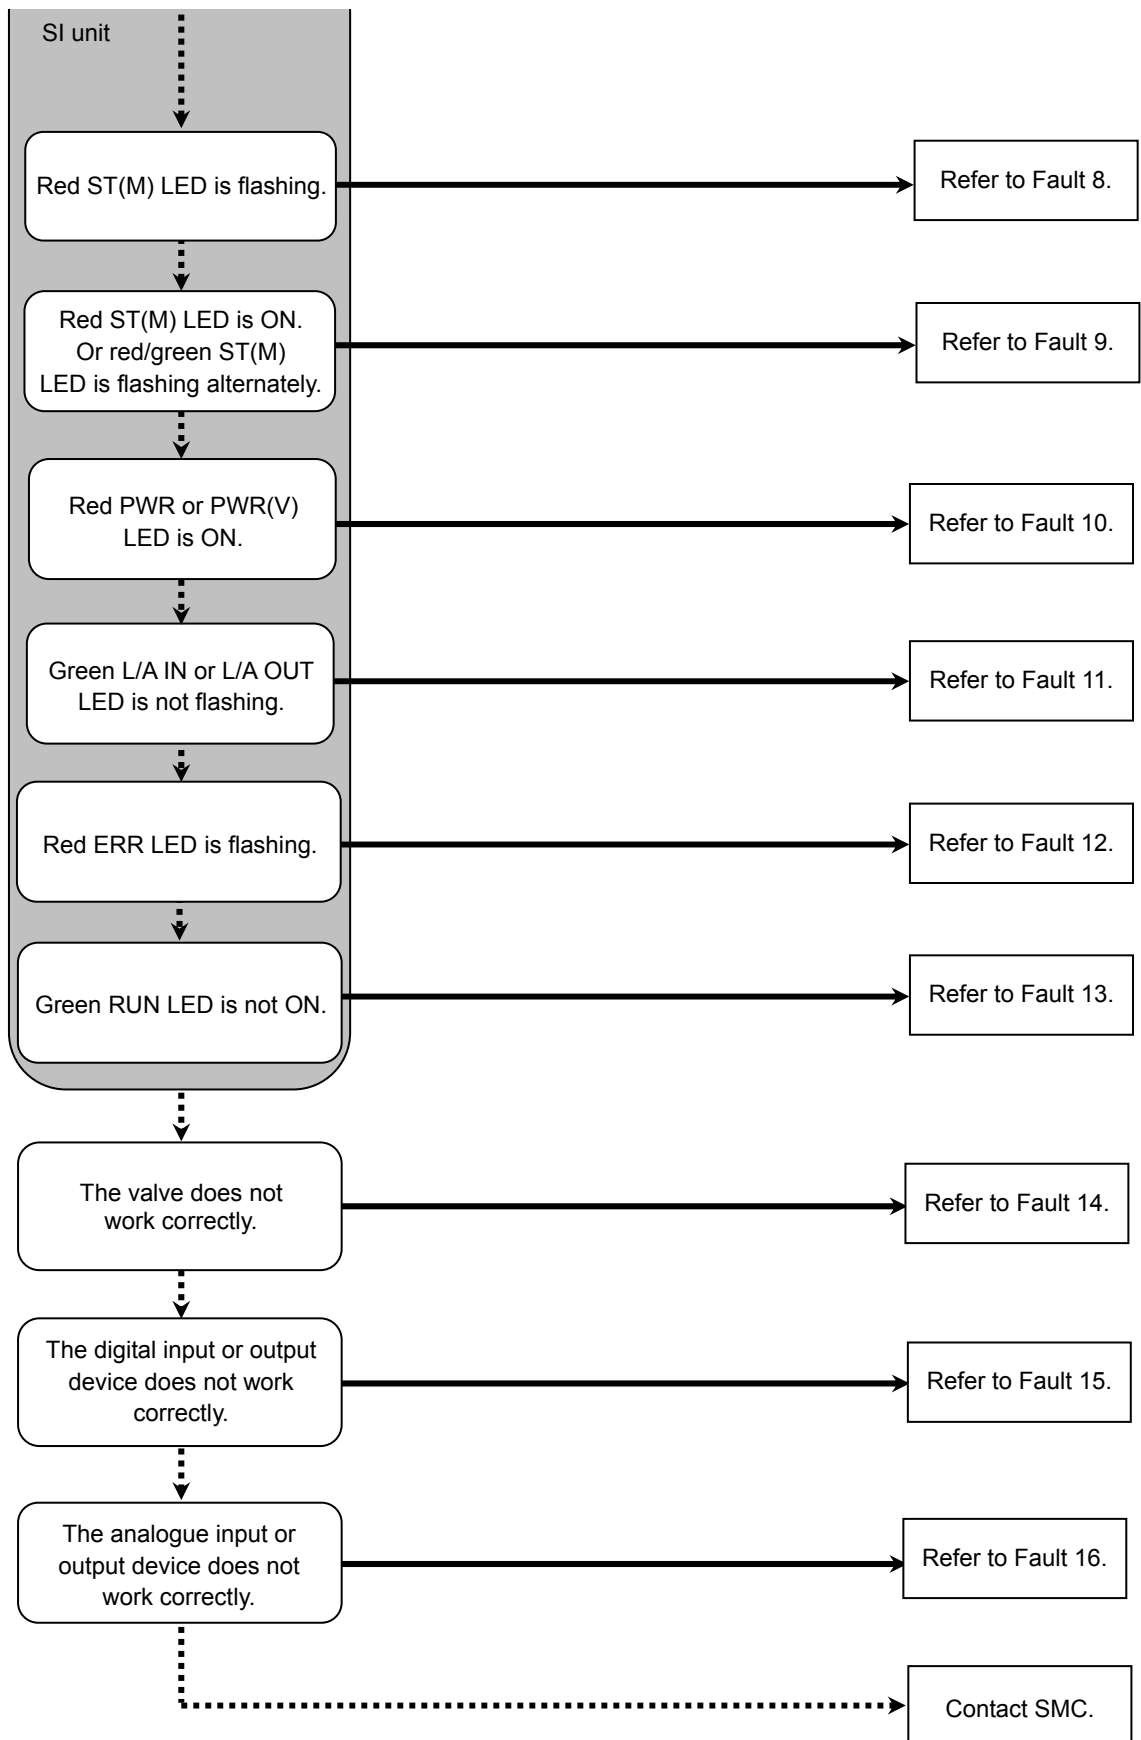 SI unit
Red ST(M) LED is flashing.
Refer to Fault 8.
Red ST(M) LED is ON.
Or red/green ST(M)
LED is flashing alternately.
Refer to Fault 9.
Red PWR or PWR(V)
LED is ON.
Refer to Fault 10.
Green L/A IN or L/A OUT
LED is not flashing.
Refer to Fault 11.
Red ERR LED is flashing.
Refer to Fault 12.
Green RUN LED is not ON.
Refer to Fault 13.
The valve does not
work correctly.
Refer to Fault 14.
The digital input or output
device does not work
correctly.
Refer to Fault 15.
The analogue input or
output device does not
work correctly.
Refer to Fault 16.
Contact SMC.